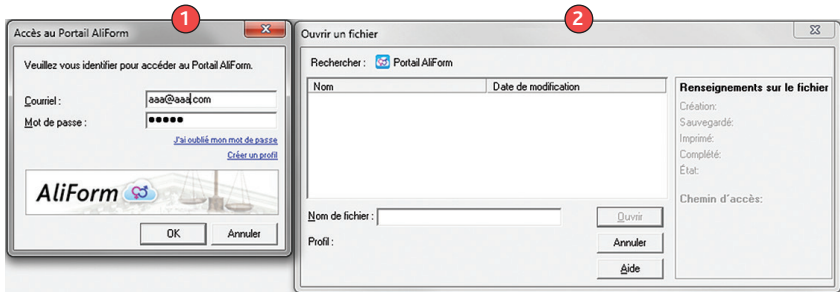 1
Accès au Portail AliForm
Veuillez vous identifier pour accéder au Portail AliForm.
Courriel :
aaa@aaa.com
Mot de passe :
●●●●●
J'ai oublié mon mot de passe
Créer un profil
AliForm
OK
Annuler
2
Ouvrir un fichier
Rechercher :
Portail AliForm
Nom
Date de modification
Nom de fichier :
Ouvrir
Profil :
Annuler
Aide
Renseignements sur le fichier
Création:
Sauvegardé:
Imprimé:
Complété:
État:
Chemin d'accès: